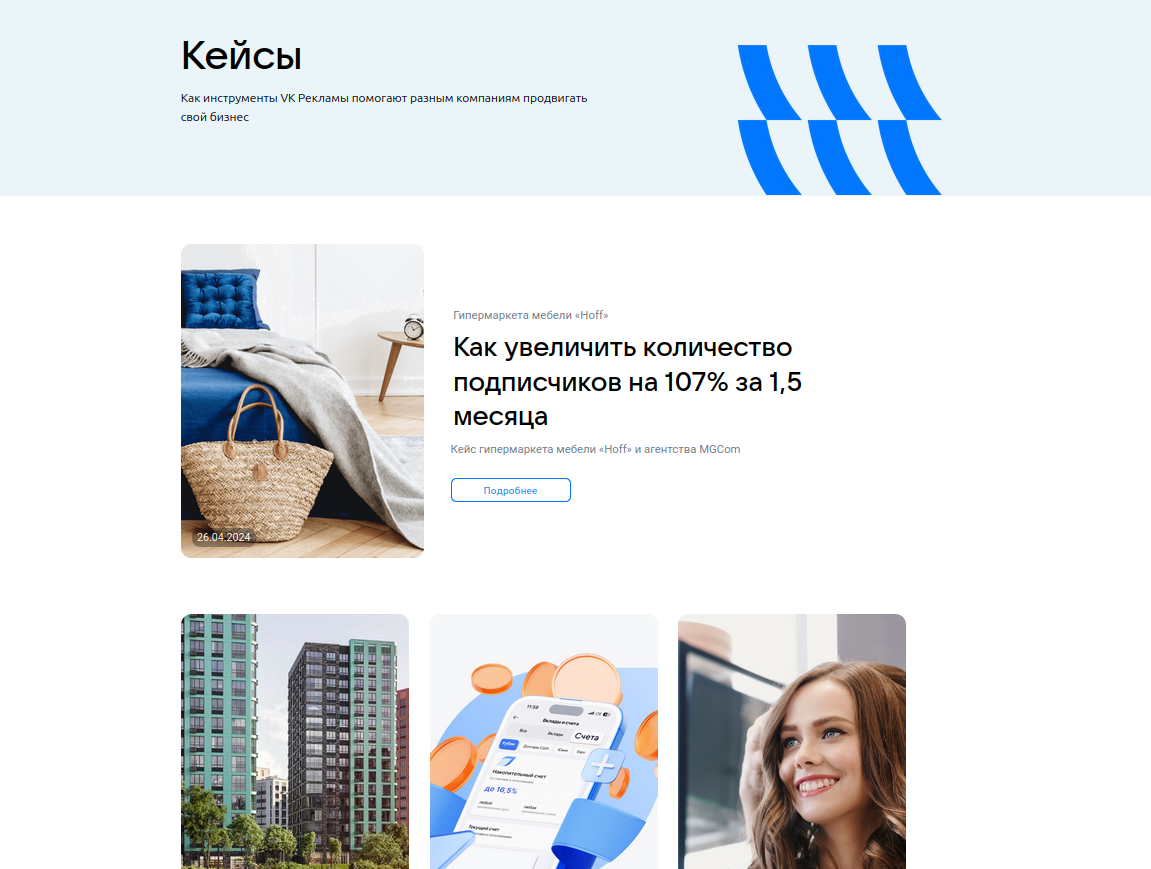 Кейсы
Как инструменты VK Рекламы помогают разным компаниям продвигать
свой бизнес
Гипермаркета мебели «Hoff»
Как увеличить количество
подписчиков на 107% за 1,5
месяца
Кейс гипермаркета мебели «Hoff» и агентства MGCom
Подробнее
26.04.2024
11:59
Вклады и счета
Все Вклады Счета
Рубли Доллары США Юани Евро
Накопительный счет
до 16,5%
любой любая
Текущий счет